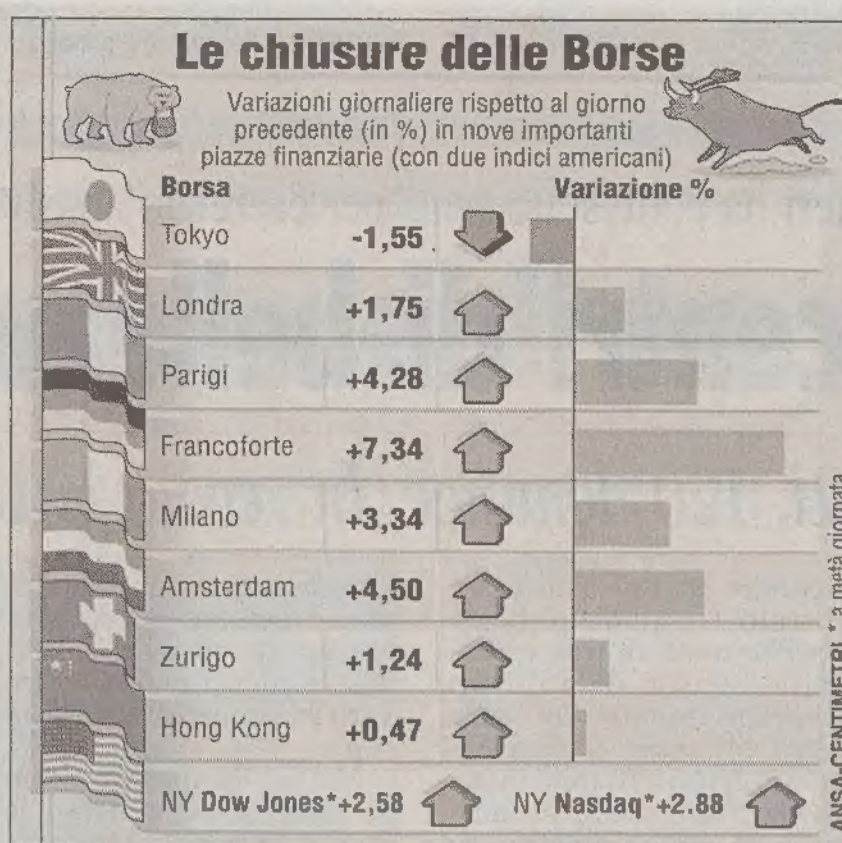 Le chiusure delle Borse
Variazioni giornaliere rispetto al giorno
precedente (in %) in nove importanti
piazze finanziarie (con due indici americani)
Borsa Variazione %
Tokyo -1,55
Londra +1,75
Parigi +4,28
Francoforte +7,34
Milano +3,34
Amsterdam +4,50
Zurigo +1,24
Hong Kong +0,47
NY Dow Jones*+2,58 NY Nasdaq*+2.88
ANSA-CENTIMETRI * a metà giornata